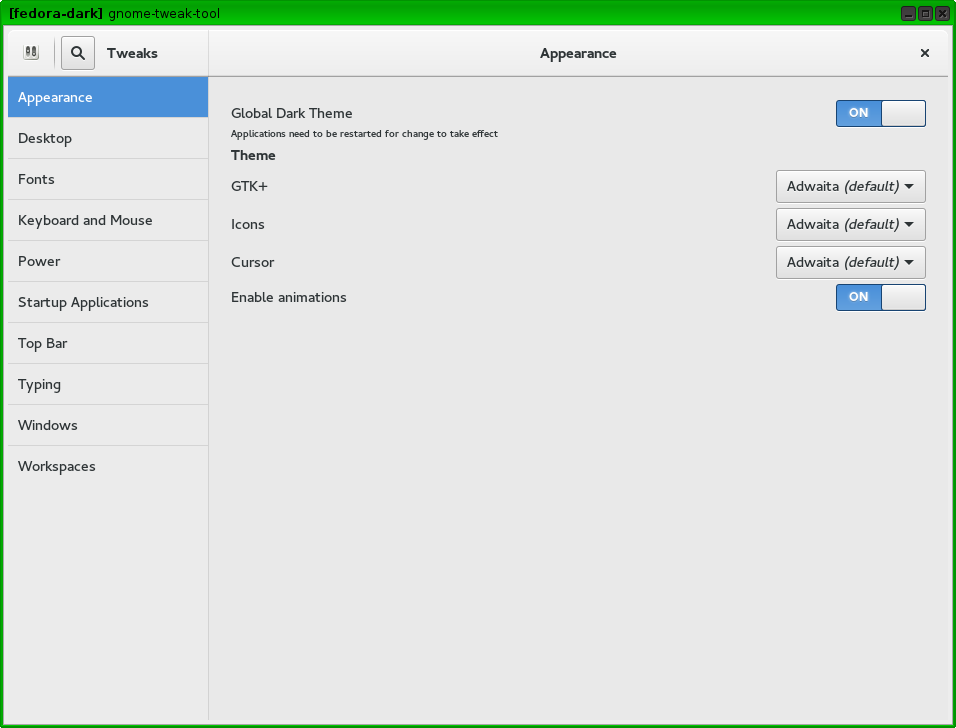 [fedora-dark] gnome-tweak-tool
Tweaks
Appearance
Appearance
Desktop
Fonts
Keyboard and Mouse
Power
Startup Applications
Top Bar
Typing
Windows
Workspaces
Global Dark Theme ON
Applications need to be restarted for change to take effect
Theme
GTK+ Adwaita (default)
Icons Adwaita (default)
Cursor Adwaita (default)
Enable animations ON